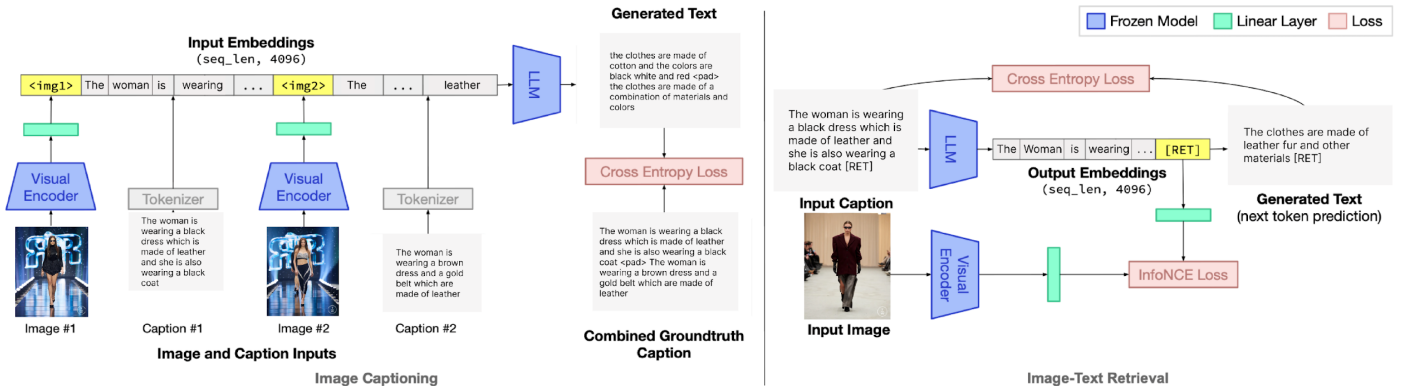 Generated Text
Input Embeddings
(seq_len, 4096)
<img1> The woman is wearing ... <img2> The ... leather
LLM
the clothes are made of
cotton and the colors are
black white and red <pad>
the clothes are made of a
combination of materials and
colors
Cross Entropy Loss
Visual
Encoder
Tokenizer
Visual
Encoder
Tokenizer
The woman is
wearing a black
dress which is
made of leather
and she is also
wearing a black
coat
The woman is
wearing a brown
dress and a gold
belt which are
made of leather
The woman is wearing a black
dress which is made of leather
and she is also wearing a black
coat <pad> The woman is
wearing a brown dress and a
gold belt which are made of
leather
Image #1
Caption #1
Image #2
Caption #2
Image and Caption Inputs
Combined Groundtruth
Caption
Image Captioning
Frozen Model
Linear Layer
Loss
Cross Entropy Loss
The woman is wearing
a black dress which is
made of leather and
she is also wearing a
black coat [RET]
LLM
The Woman is wearing ... [RET]
Output Embeddings
(seq_len, 4096)
The clothes are made of
leather fur and other
materials [RET]
Input Caption
Generated Text
(next token prediction)
Visual
Encoder
InfoNCE Loss
Input Image
Image-Text Retrieval